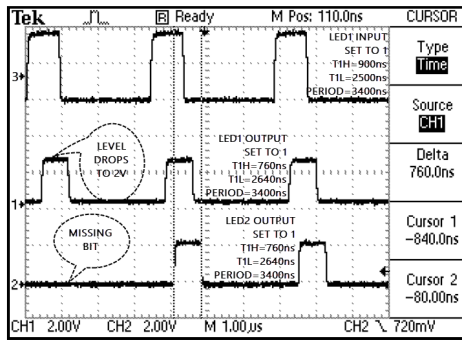 Tek R Ready M Pos: 110.0ns CURSOR
LED1 INPUT
SET TO 1
T1H=900ns
T1L=2500ns
PERIOD=3400ns
3
Type
Time
Source
CH1
Delta
760.0ns
Cursor 1
-840.0ns
Cursor 2
-80.00ns
LEVEL
DROPS
TO 2V
LED1 OUTPUT
SET TO 1
T1H=760ns
T1L=2640ns
PERIOD=3400ns
1
MISSING
BIT
LED2 OUTPUT
SET TO 1
T1H=760ns
T1L=2640ns
PERIOD=3400ns
2
CH1 2.00V CH2 2.00V M 1.00µs CH2 720mV